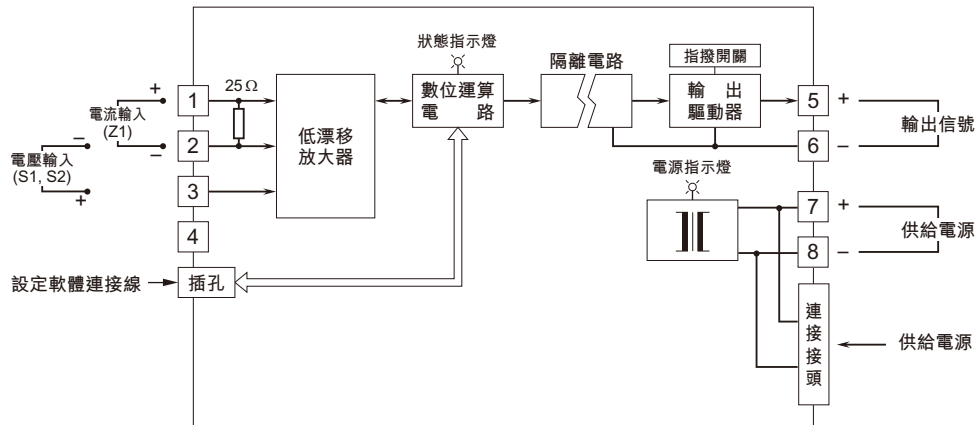 狀態指示燈
指撥開關
隔離電路
25Ω
+
電流輸入
(Z1)
−
1
2
3
4
−
電壓輸入
(S1, S2)
+
低漂移
放大器
數位運算
電路
輸出
驅動器
5
+
6
−
輸出信號
電源指示燈
7
+
8
−
供給電源
設定軟體連接線
插孔
連接接頭
供給電源